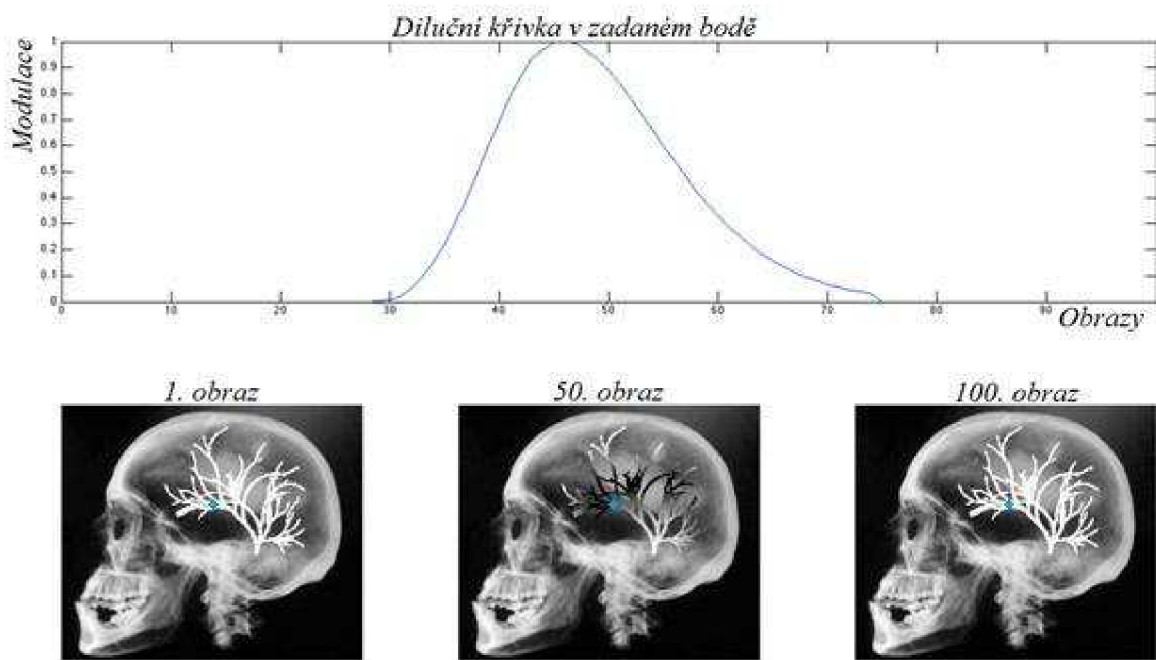 Diluční křivka v zadaném bodě
Modulace
1
0.9
0.8
0.7
0.6
0.5
0.4
0.3
0.2
0.1
0
0 10 20 30 40 50 60 70 80 90
Obrazy
1. obraz 50. obraz 100. obraz